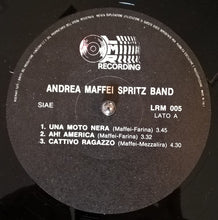 M
RECORDING
ANDREA MAFFEI SPRITZ BAND
SIAE
LRM 005
LATO A
1. UNA MOTO NERA (Maffei-Farina) 3.45
2. AH! AMERICA (Maffei-Farina) 3.32
3. CATTIVO RAGAZZO (Maffei-Mezzalira) 4.30